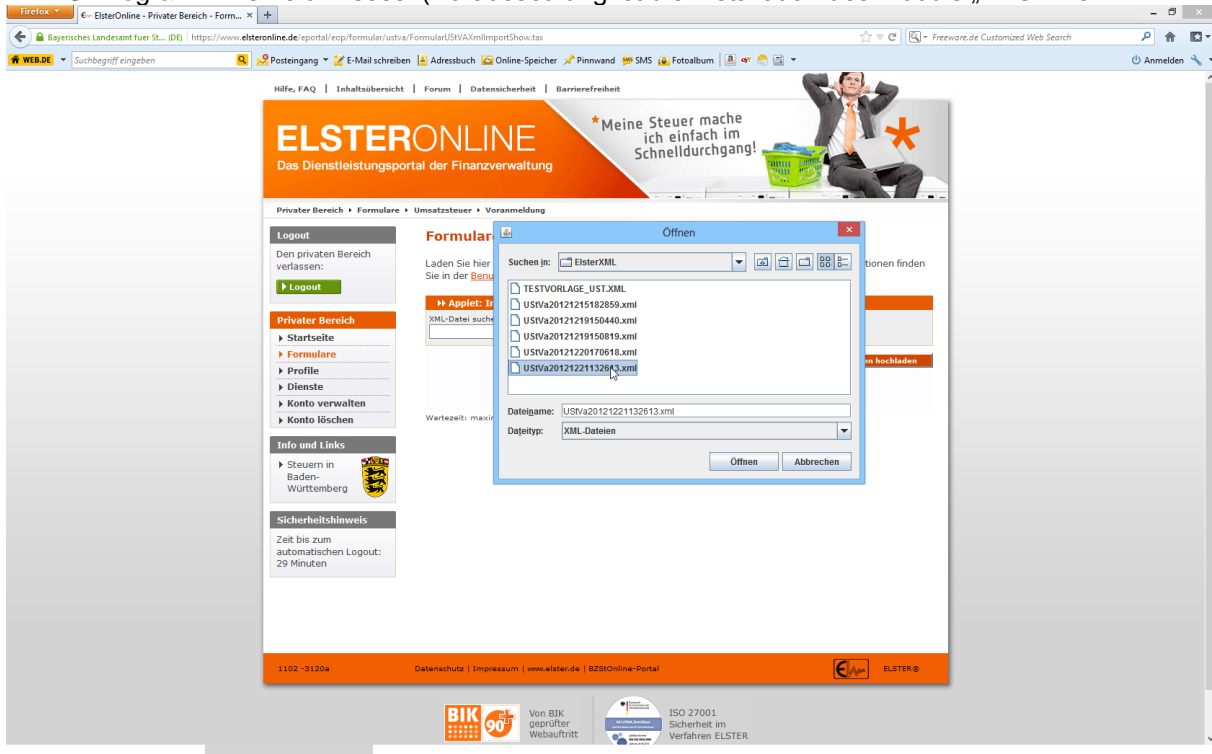 Firefox
ElsterOnline - Privater Bereich - Form...
Bayerisches Landesamt fuer St... (DE)
https://www.elsteronline.de/eportal/eop/formular/ustva/FormularUStVAXmlImportShow.tax
Freeware.de Customized Web Search
WEB.DE
Suchbegriff eingeben
Posteingang
E-Mail schreiben
Adressbuch
Online-Speicher
Pinnwand
SMS
Fotoalbum
Anmelden
Hilfe, FAQ | Inhaltsübersicht | Forum | Datensicherheit | Barrierefreiheit
ELSTERONLINE
Das Dienstleistungsportal der Finanzverwaltung
*Meine Steuer mache
ich einfach im
Schnelldurchgang!
Privater Bereich Formulare Umsatzsteuer Voranmeldung
Logout
Den privaten Bereich
verlassen:
Logout
Privater Bereich
Startseite
Formulare
Profile
Dienste
Konto verwalten
Konto löschen
Info und Links
Steuern in
Baden-
Württemberg
Sicherheitshinweis
Zeit bis zum
automatischen Logout:
29 Minuten
Formular
Laden Sie hier
tionen finden
Sie in der Benu
Applet: I
XML-Datei suche
en hochladen
Wartezeit: maxi
Öffnen
Suchen in: ElsterXML
TESTVORLAGE_UST.XML
UStVa20121215182859.xml
UStVa20121219150440.xml
UStVa20121219150819.xml
UStVa20121220170618.xml
UStVa20121221132613.xml
Dateiname: UStVa20121221132613.xml
Dateityp: XML-Dateien
Öffnen
Abbrechen
1102 -3120a
Datenschutz | Impressum | www.elster.de | BZStOnline-Portal
ELSTER®
BIK
90+
Von BIK
geprüfter
Webauftritt
ISO 27001
Sicherheit im
Verfahren ELSTER